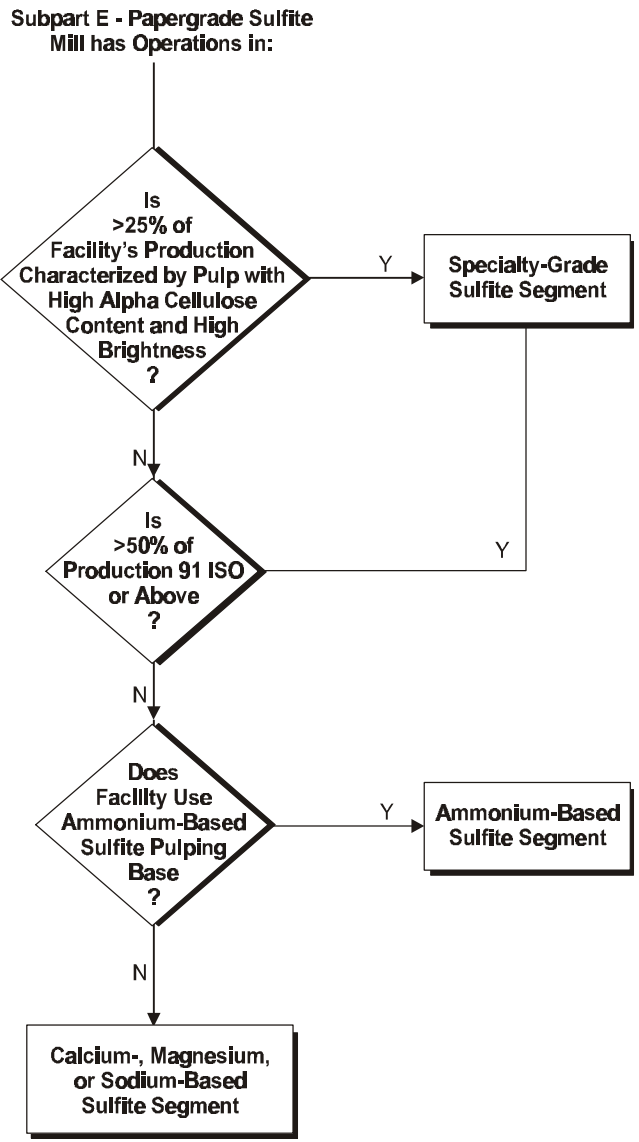 Subpart E - Papergrade Sulfite
Mill has Operations in:
Is
>25% of
Facility's Production
Characterized by Pulp with
High Alpha Cellulose
Content and High
Brightness
?
Y
Specialty-Grade
Sulfite Segment
N
Is
>50% of
Production 91 ISO
or Above
?
Y
N
Does
Facility Use
Ammonium-Based
Sulfite Pulping
Base
?
Y
Ammonium-Based
Sulfite Segment
N
Calcium-, Magnesium,
or Sodium-Based
Sulfite Segment